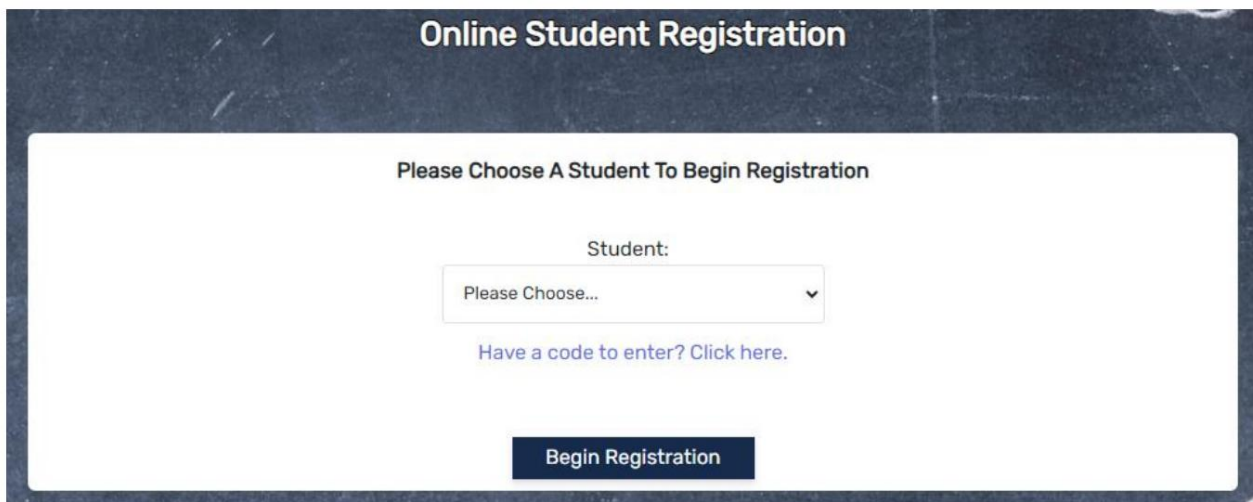 Online Student Registration
Please Choose A Student To Begin Registration
Student:
Please Choose...
Have a code to enter? Click here.
Begin Registration